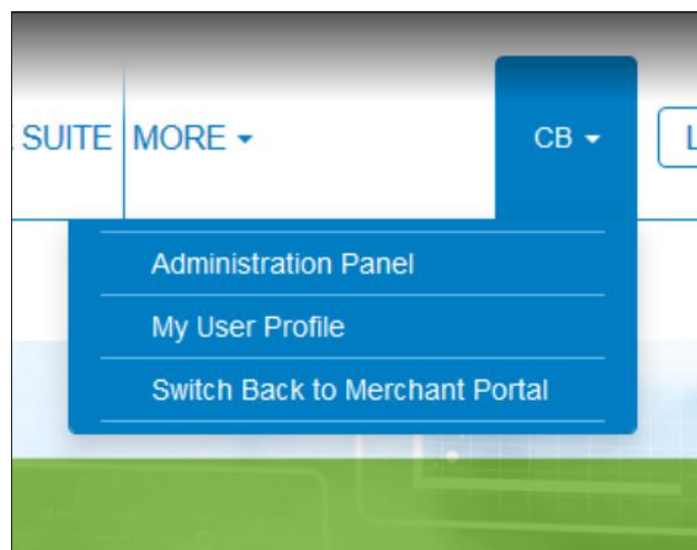 SUITE MORE CB L
Administration Panel
My User Profile
Switch Back to Merchant Portal